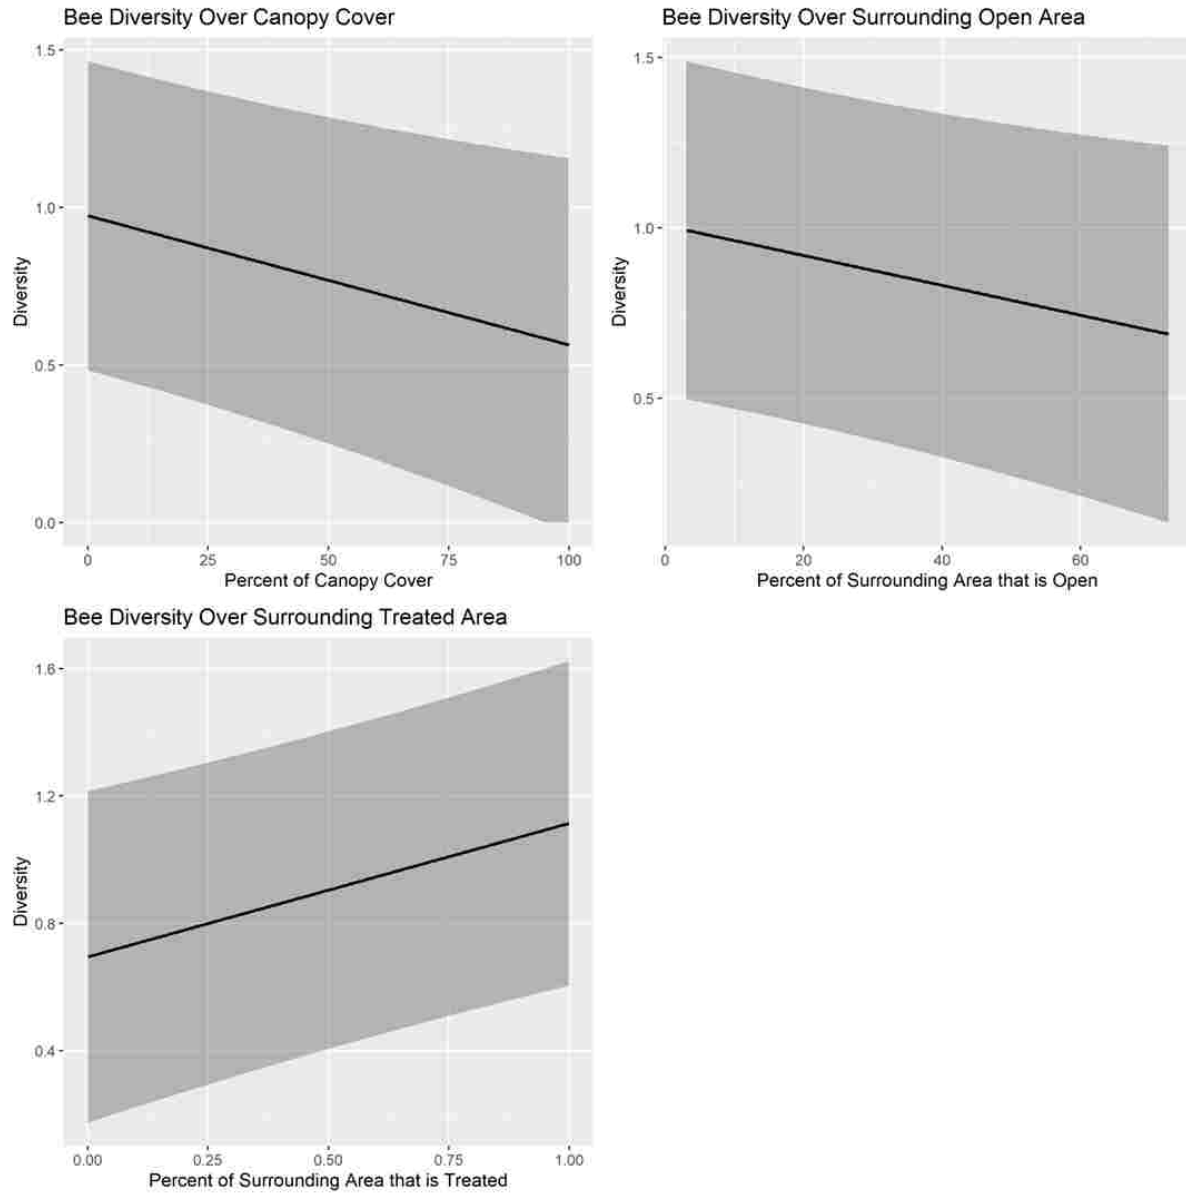 Bee Diversity Over Canopy Cover
1.5
1.0
0.5
0.0
Diversity
0 25 50 75 100
Percent of Canopy Cover
Bee Diversity Over Surrounding Open Area
1.5
1.0
0.5
Diversity
0 20 40 60
Percent of Surrounding Area that is Open
Bee Diversity Over Surrounding Treated Area
1.6
1.2
0.8
0.4
Diversity
0.00 0.25 0.50 0.75 1.00
Percent of Surrounding Area that is Treated